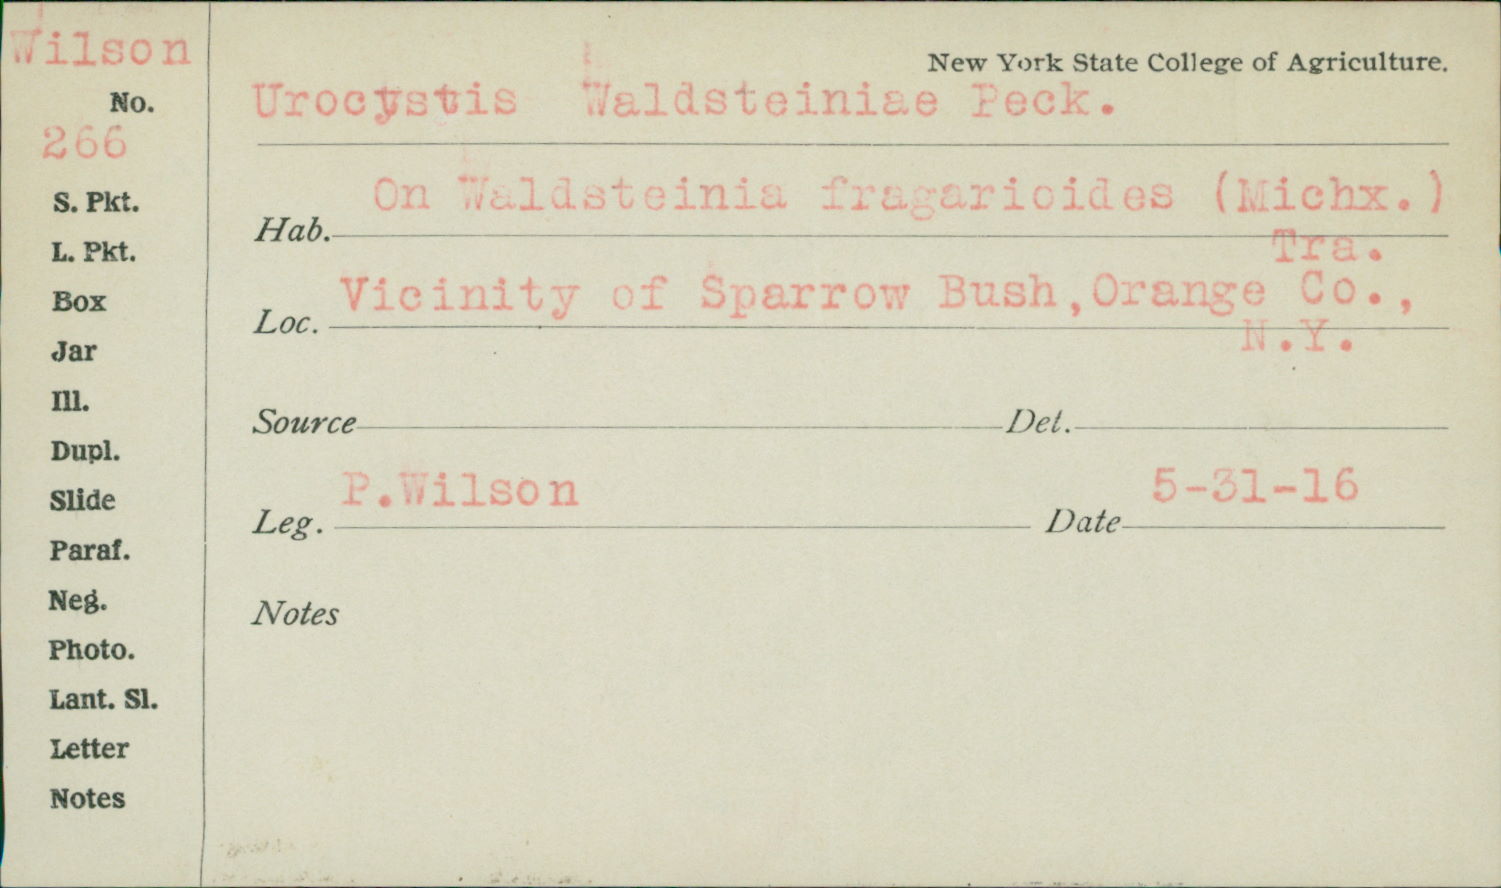 Wilson
No.
266
S. Pkt.
L. Pkt.
Box
Jar
Ill.
Dupl.
Slide
Paraf.
Neg.
Photo.
Lant. Sl.
Letter
Notes
New York State College of Agriculture.
Urocystis Waldsteiniae Peck.
Hab. On Waldsteinia fragarioides (Michx.)
Tra.
Loc. Vicinity of Sparrow Bush,Orange Co.,
N.Y.
Source Det.
Leg. P.Wilson Date 5-31-16
Notes